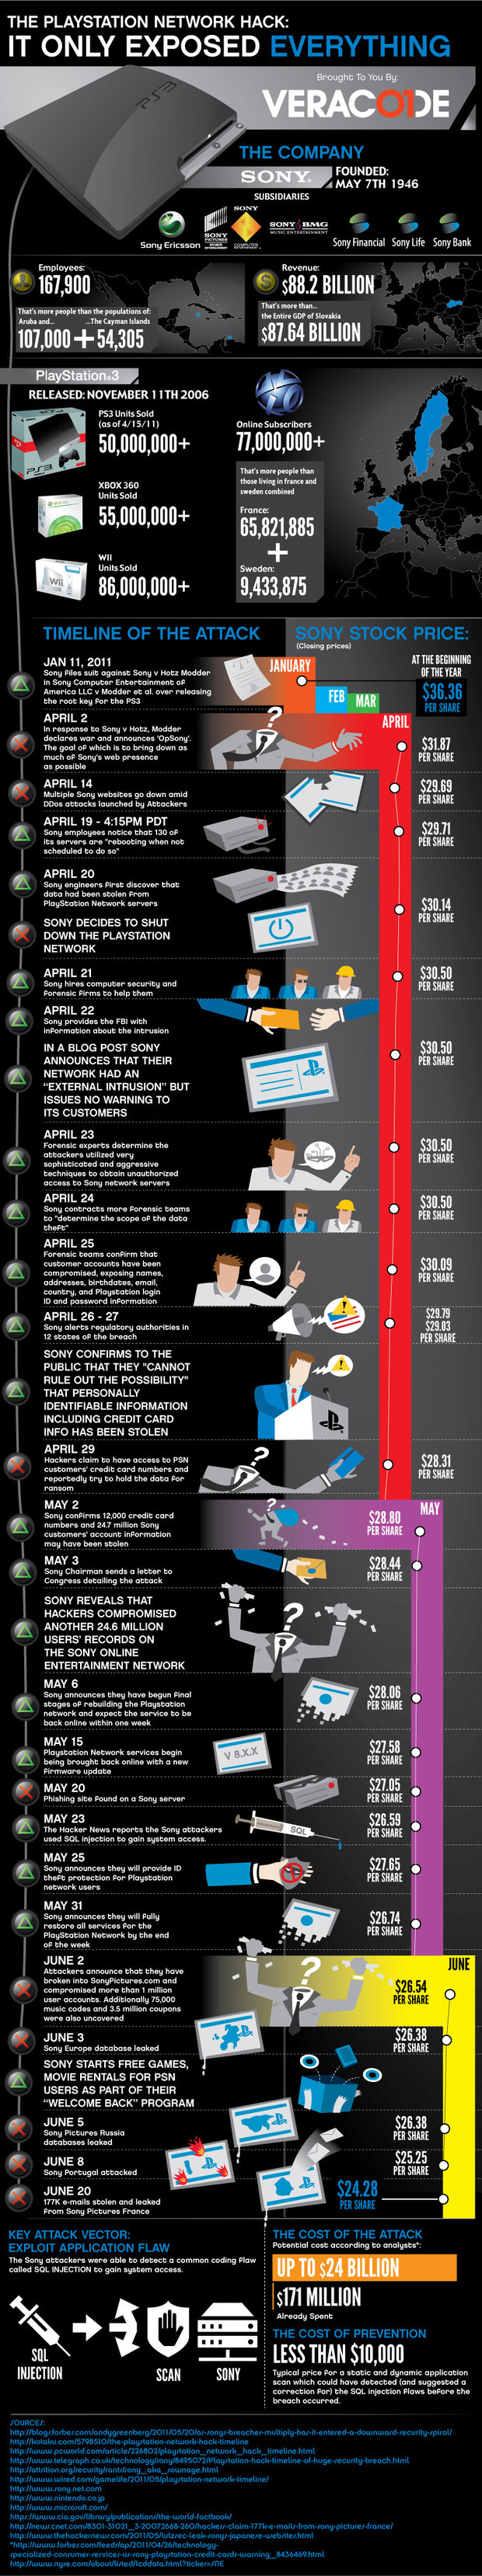 THE PLAYSTATION NETWORK HACK:
IT ONLY EXPOSED EVERYTHING
Brought To You By:
VERACODE
PS3
THE COMPANY
SONY.
FOUNDED:
MAY 7TH 1946
SUBSIDIARIES
Sony Ericsson
SONY
PICTURES
SONY
COMPUTER
SONY BMG
MUSIC ENTERTAINMENT
Sony Financial
Sony Life
Sony Bank
Employees:
167,900
That's more people than the populations of:
Aruba and...
...The Cayman Islands
107,000 + 54,305
Revenue:
$88.2 BILLION
That's more than...
the Entire GDP of Slovakia
$87.64 BILLION
PlayStation 3
RELEASED: NOVEMBER 11TH 2006
PS3 Units Sold
(as of 4/15/11)
50,000,000+
XBOX 360
Units Sold
55,000,000+
WII
Units Sold
86,000,000+
Wii
Online Subscribers
77,000,000+
That's more people than
those living in france and
sweden combined
France:
65,821,885
+
Sweden:
9,433,875
TIMELINE OF THE ATTACK
SONY STOCK PRICE:
(Closing prices)
JAN 11, 2011
Sony files suit against Sony v Hotz Modder
in Sony Computer Entertainment of
America LLC v Modder et al. over releasing
the root key for the PS3
JANUARY
FEB
MAR
AT THE BEGINNING
OF THE YEAR
$36.36
PER SHARE
APRIL 2
In response to Sony v Hotz, Modder
declares war and announces 'OpSony'.
The goal of which is to bring down as
much of Sony's web presence
as possible
?
APRIL
$31.87
PER SHARE
APRIL 14
Multiple Sony websites go down amid
DDos attacks launched by Attackers
$29.69
PER SHARE
APRIL 19 - 4:15PM PDT
Sony employees notice that 130 of
its servers are "rebooting when not
scheduled to do so"
$29.71
PER SHARE
APRIL 20
Sony engineers first discover that
data had been stolen from
PlayStation Network servers
SONY DECIDES TO SHUT
DOWN THE PLAYSTATION
NETWORK
$30.14
PER SHARE
APRIL 21
Sony hires computer security and
forensic firms to help them
$30.50
PER SHARE
APRIL 22
Sony provides the FBI with
information about the intrusion
IN A BLOG POST SONY
ANNOUNCES THAT THEIR
NETWORK HAD AN
"EXTERNAL INTRUSION" BUT
ISSUES NO WARNING TO
ITS CUSTOMERS
$30.50
PER SHARE
APRIL 23
Forensic experts determine the
attackers utilized very
sophisticated and aggressive
techniques to obtain unauthorized
access to Sony network servers
$30.50
PER SHARE
APRIL 24
Sony contracts more forensic teams
to "determine the scope of the data
theft"
$30.50
PER SHARE
APRIL 25
Forensic teams confirm that
customer accounts have been
compromised, exposing names,
addresses, birthdates, email,
country, and Playstation login
ID and password information
$30.09
PER SHARE
APRIL 26 - 27
Sony alerts regulatory authorities in
12 states of the breach
$29.79
$29.03
PER SHARE
SONY CONFIRMS TO THE
PUBLIC THAT THEY "CANNOT
RULE OUT THE POSSIBILITY"
THAT PERSONALLY
IDENTIFIABLE INFORMATION
INCLUDING CREDIT CARD
INFO HAS BEEN STOLEN
APRIL 29
Hackers claim to have access to PSN
customers' credit card numbers and
reportedly try to hold the data for
ransom
?
$28.31
PER SHARE
MAY 2
Sony confirms 12,000 credit card
numbers and 24.7 million Sony
customers' account information
may have been stolen
?
$28.80
PER SHARE
MAY
MAY 3
Sony Chairman sends a letter to
Congress detailing the attack
$28.44
PER SHARE
SONY REVEALS THAT
HACKERS COMPROMISED
ANOTHER 24.6 MILLION
USERS' RECORDS ON
THE SONY ONLINE
ENTERTAINMENT NETWORK
?
MAY 6
Sony announces they have begun final
stages of rebuilding the Playstation
network and expect the service to be
back online within one week
$28.06
PER SHARE
MAY 15
Playstation Network services begin
being brought back online with a new
firmware update
V 8.X.X
$27.58
PER SHARE
MAY 20
Phishing site found on a Sony server
$27.05
PER SHARE
MAY 23
The Hacker News reports the Sony attackers
used SQL injection to gain system access.
SQL
$26.59
PER SHARE
MAY 25
Sony announces they will provide ID
theft protection for Playstation
network users
$27.65
PER SHARE
MAY 31
Sony announces they will fully
restore all services for the
PlayStation Network by the end
of the week
$26.74
PER SHARE
JUNE 2
Attackers announce that they have
broken into SonyPictures.com and
compromised more than 1 million
user accounts. Additionally 75,000
music codes and 3.5 million coupons
were also uncovered
?
JUNE
$26.54
PER SHARE
JUNE 3
Sony Europe database leaked
$26.38
PER SHARE
SONY STARTS FREE GAMES,
MOVIE RENTALS FOR PSN
USERS AS PART OF THEIR
"WELCOME BACK" PROGRAM
JUNE 5
Sony Pictures Russia
databases leaked
$26.38
PER SHARE
JUNE 8
Sony Portugal attacked
$25.25
PER SHARE
JUNE 20
177K e-mails stolen and leaked
from Sony Pictures France
$24.28
PER SHARE
KEY ATTACK VECTOR:
EXPLOIT APPLICATION FLAW
The Sony attackers were able to detect a common coding flaw
called SQL INJECTION to gain system access.
SQL
INJECTION
SCAN
SONY
THE COST OF THE ATTACK
Potential cost according to analysts*:
UP TO $24 BILLION
$171 MILLION
Already Spent
THE COST OF PREVENTION
LESS THAN $10,000
Typical price for a static and dynamic application
scan which could have detected (and suggested a
correction for) the SQL injection flaws before the
breach occurred.
SOURCES:
http://blogs.forbes.com/andygreenberg/2011/05/20/as-sonys-breaches-multiply-has-it-entered-a-downward-security-spiral/
http://kotaku.com/5798510/the-playstation-network-hack-timeline
http://www.pcworld.com/article/226802/playstation_network_hack_timeline.html
http://www.telegraph.co.uk/technology/sony/8495072/Playstation-hack-timeline-of-huge-security-breach.html
http://attrition.org/security/rants/sony_aka_sownage.html
http://www.wired.com/gamelife/2011/05/playstation-network-timeline/
http://www.sony.net.com
http://www.nintendo.co.jp
http://www.microsoft.com/
https://www.cia.gov/library/publications/the-world-factbook/
http://news.cnet.com/8301-31021_3-20072668-260/hackers-claim-177k-e-mails-from-sony-pictures-france/
http://www.thehackernews.com/2011/05/lulzsec-leak-sonys-japanese-websites.html
*http://www.forbes.com/feeds/ap/2011/04/26/technology-
specialized-consumer-services-us-sony-playstation-credit-cards-warning_8436469.html
http://www.nyse.com/about/listed/lcddata.html?ticker=SNE